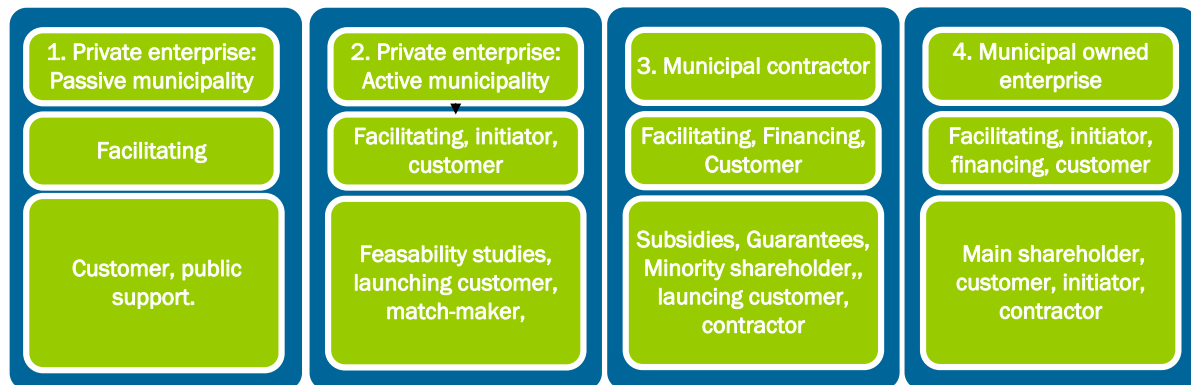 1. Private enterprise:
Passive municipality
Facilitating
Customer, public
support.
2. Private enterprise:
Active municipality
Facilitating, initiator,
customer
Feasability studies,
launching customer,
match-maker,
3. Municipal contractor
Facilitating, Financing,
Customer
Subsidies, Guarantees,
Minority shareholder,,
launcing customer,
contractor
4. Municipal owned
enterprise
Facilitating, initiator,
financing, customer
Main shareholder,
customer, initiator,
contractor